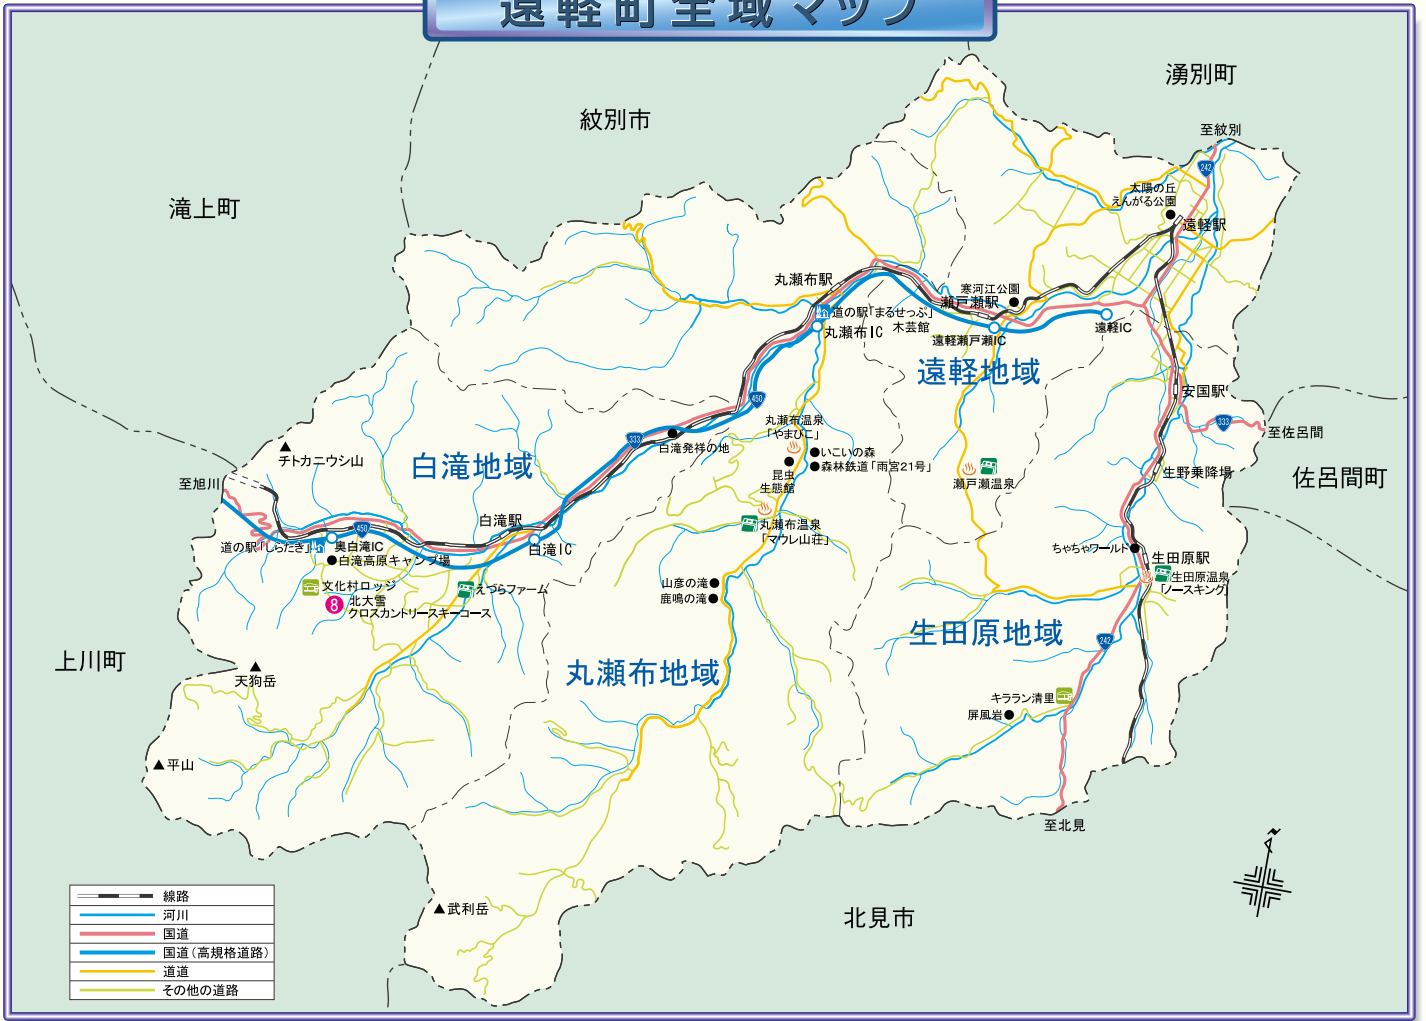 遠軽町全域マップ
湧別町
紋別市
至紋別
滝上町
242
太陽の丘
えんがる公園
遠軽駅
丸瀬布駅
寒河江公園
瀬戸瀬駅
道の駅「まるせっぷ」
木芸館
丸瀬布IC
遠軽瀬戸瀬IC
遠軽IC
遠軽地域
安国駅
450
333
至佐呂間
丸瀬布温泉
「やまびこ」
333
白滝発祥の地
いこいの森
森林鉄道「雨宮21号」
昆虫
生態館
チトカニウシ山
白滝地域
至旭川
瀬戸瀬温泉
生野乗降場
佐呂間町
白滝駅
白滝IC
450
丸瀬布温泉
「マウレ山荘」
道の駅「しらたき」
奥白滝IC
白滝高原キャンプ場
ちゃちゃワールド
生田原駅
生田原温泉
「ノースキング」
文化村ロッジ
8
北大雪
クロスカントリースキーコース
えづらファーム
山彦の滝
鹿鳴の滝
生田原地域
242
上川町
天狗岳
丸瀬布地域
キララン清里
屏風岩
平山
至北見
武利岳
北見市
線路
河川
国道
国道(高規格道路)
道道
その他の道路